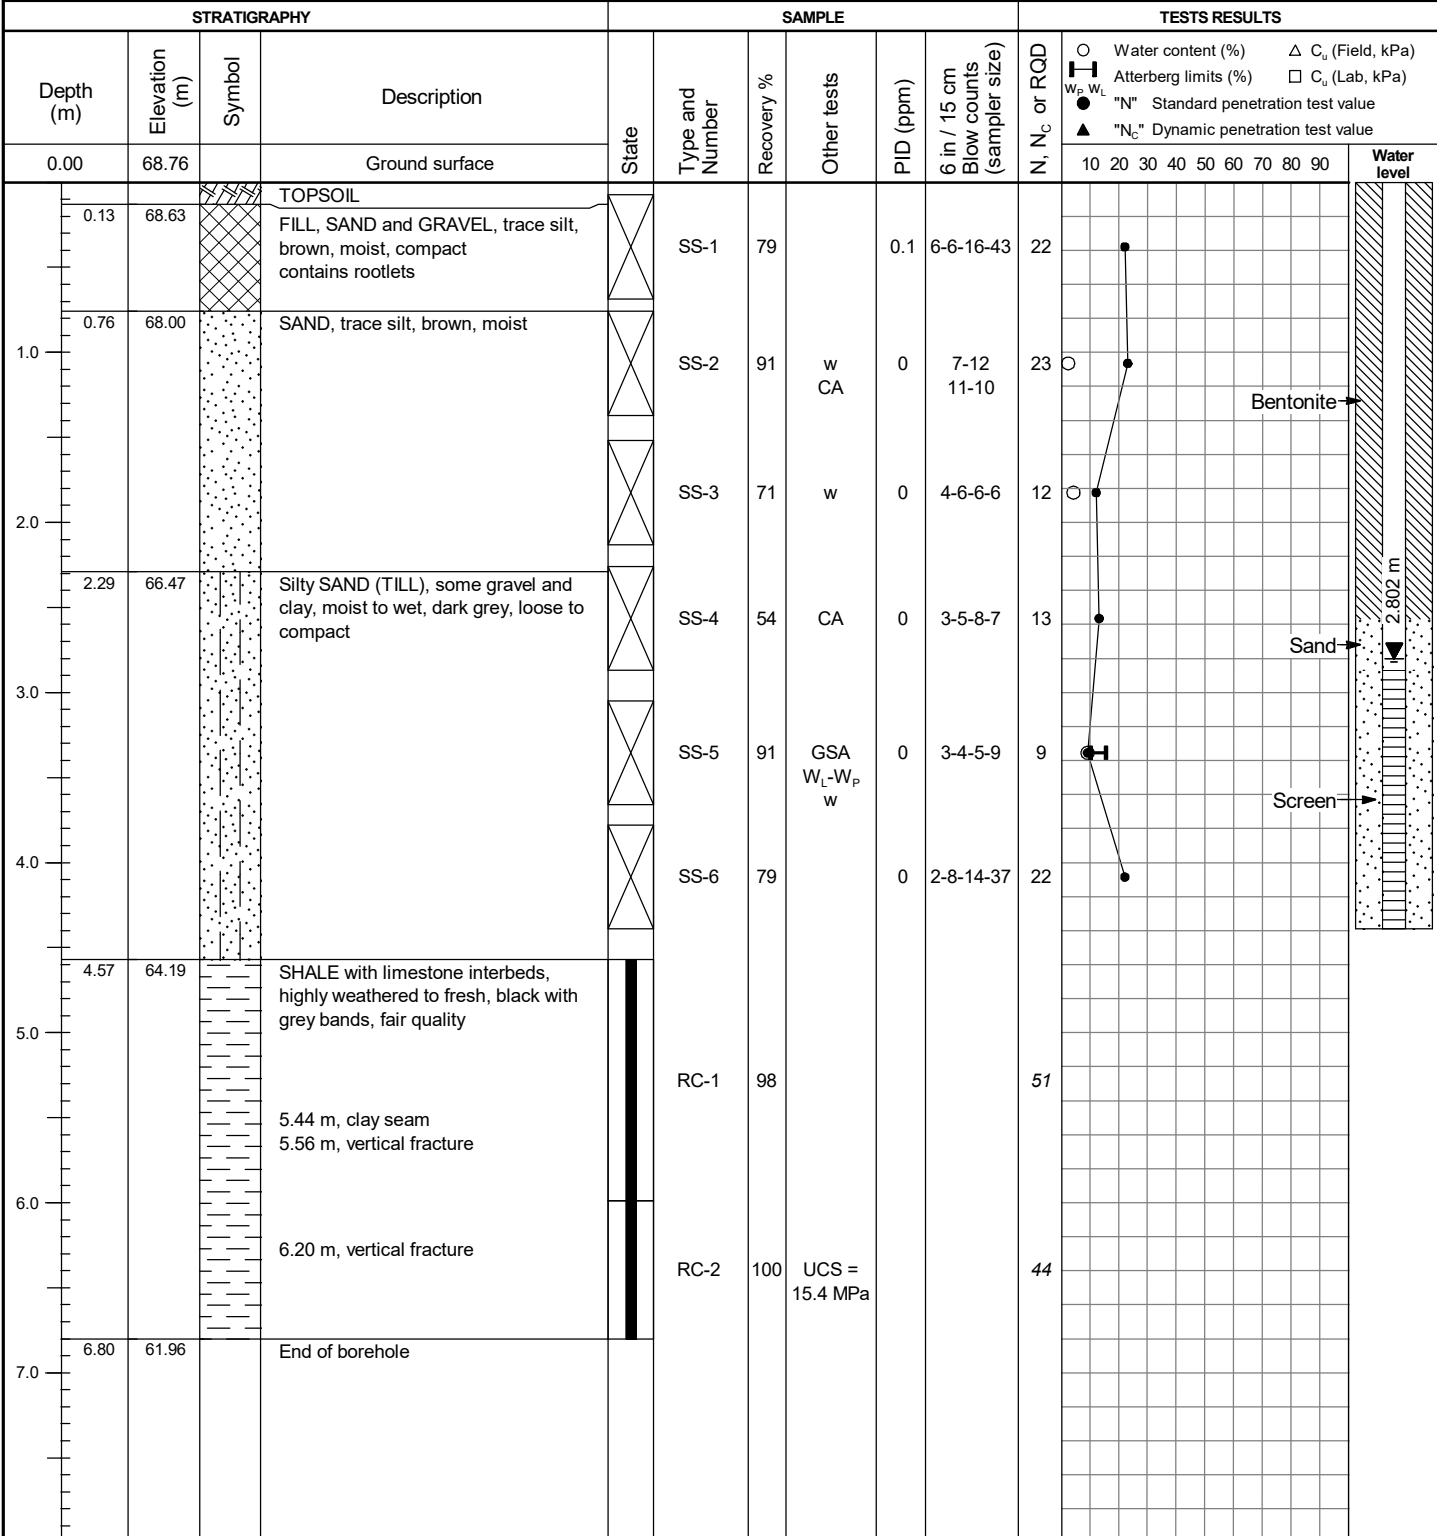 STRATIGRAPHY SAMPLE TESTS RESULTS
Depth (m)
Elevation (m)
Symbol
Description
State
Type and Number
Recovery %
Other tests
PID (ppm)
6 in / 15 cm
Blow counts
(sampler size)
N, NC or RQD
Water content (%) Cu (Field, kPa)
Atterberg limits (%) Cu (Lab, kPa)
WP WL
"N" Standard penetration test value
"NC" Dynamic penetration test value
0.00 68.76 Ground surface
10 20 30 40 50 60 70 80 90
Water level
TOPSOIL
0.13 68.63 FILL, SAND and GRAVEL, trace silt,
brown, moist, compact
contains rootlets
SS-1 79 0.1 6-6-16-43 22
0.76 68.00 SAND, trace silt, brown, moist
1.0
SS-2 91 w 0 7-12 23
CA 11-10
Bentonite
SS-3 71 w 0 4-6-6-6 12
2.0
2.29 66.47 Silty SAND (TILL), some gravel and
clay, moist to wet, dark grey, loose to
compact
SS-4 54 CA 0 3-5-8-7 13
2.802 m
Sand
3.0
SS-5 91 GSA 0 3-4-5-9 9
WL-WP
w
Screen
4.0
SS-6 79 0 2-8-14-37 22
4.57 64.19 SHALE with limestone interbeds,
highly weathered to fresh, black with
grey bands, fair quality
5.0
RC-1 98 51
5.44 m, clay seam
5.56 m, vertical fracture
6.0
6.20 m, vertical fracture
RC-2 100 UCS = 44
15.4 MPa
6.80 61.96 End of borehole
7.0